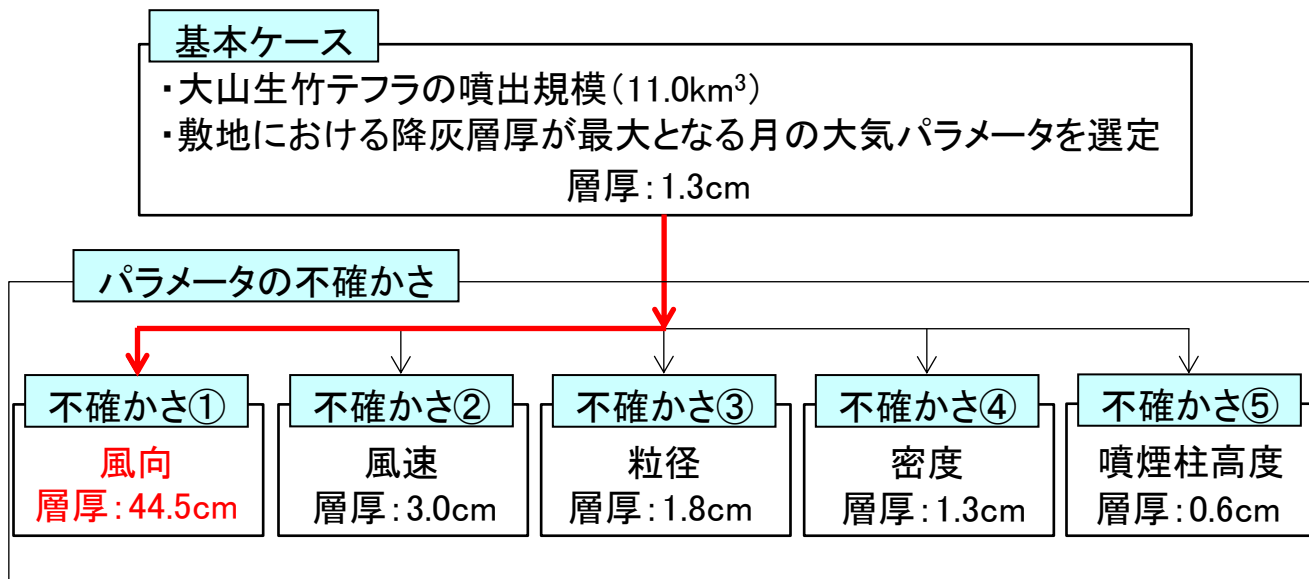 基本ケース
・大山生竹テフラの噴出規模(11.0km³)
・敷地における降灰層厚が最大となる月の大気パラメータを選定
層厚:1.3cm
パラメータの不確かさ
不確かさ①
風向
層厚:44.5cm
不確かさ②
風速
層厚:3.0cm
不確かさ③
粒径
層厚:1.8cm
不確かさ④
密度
層厚:1.3cm
不確かさ⑤
噴煙柱高度
層厚:0.6cm